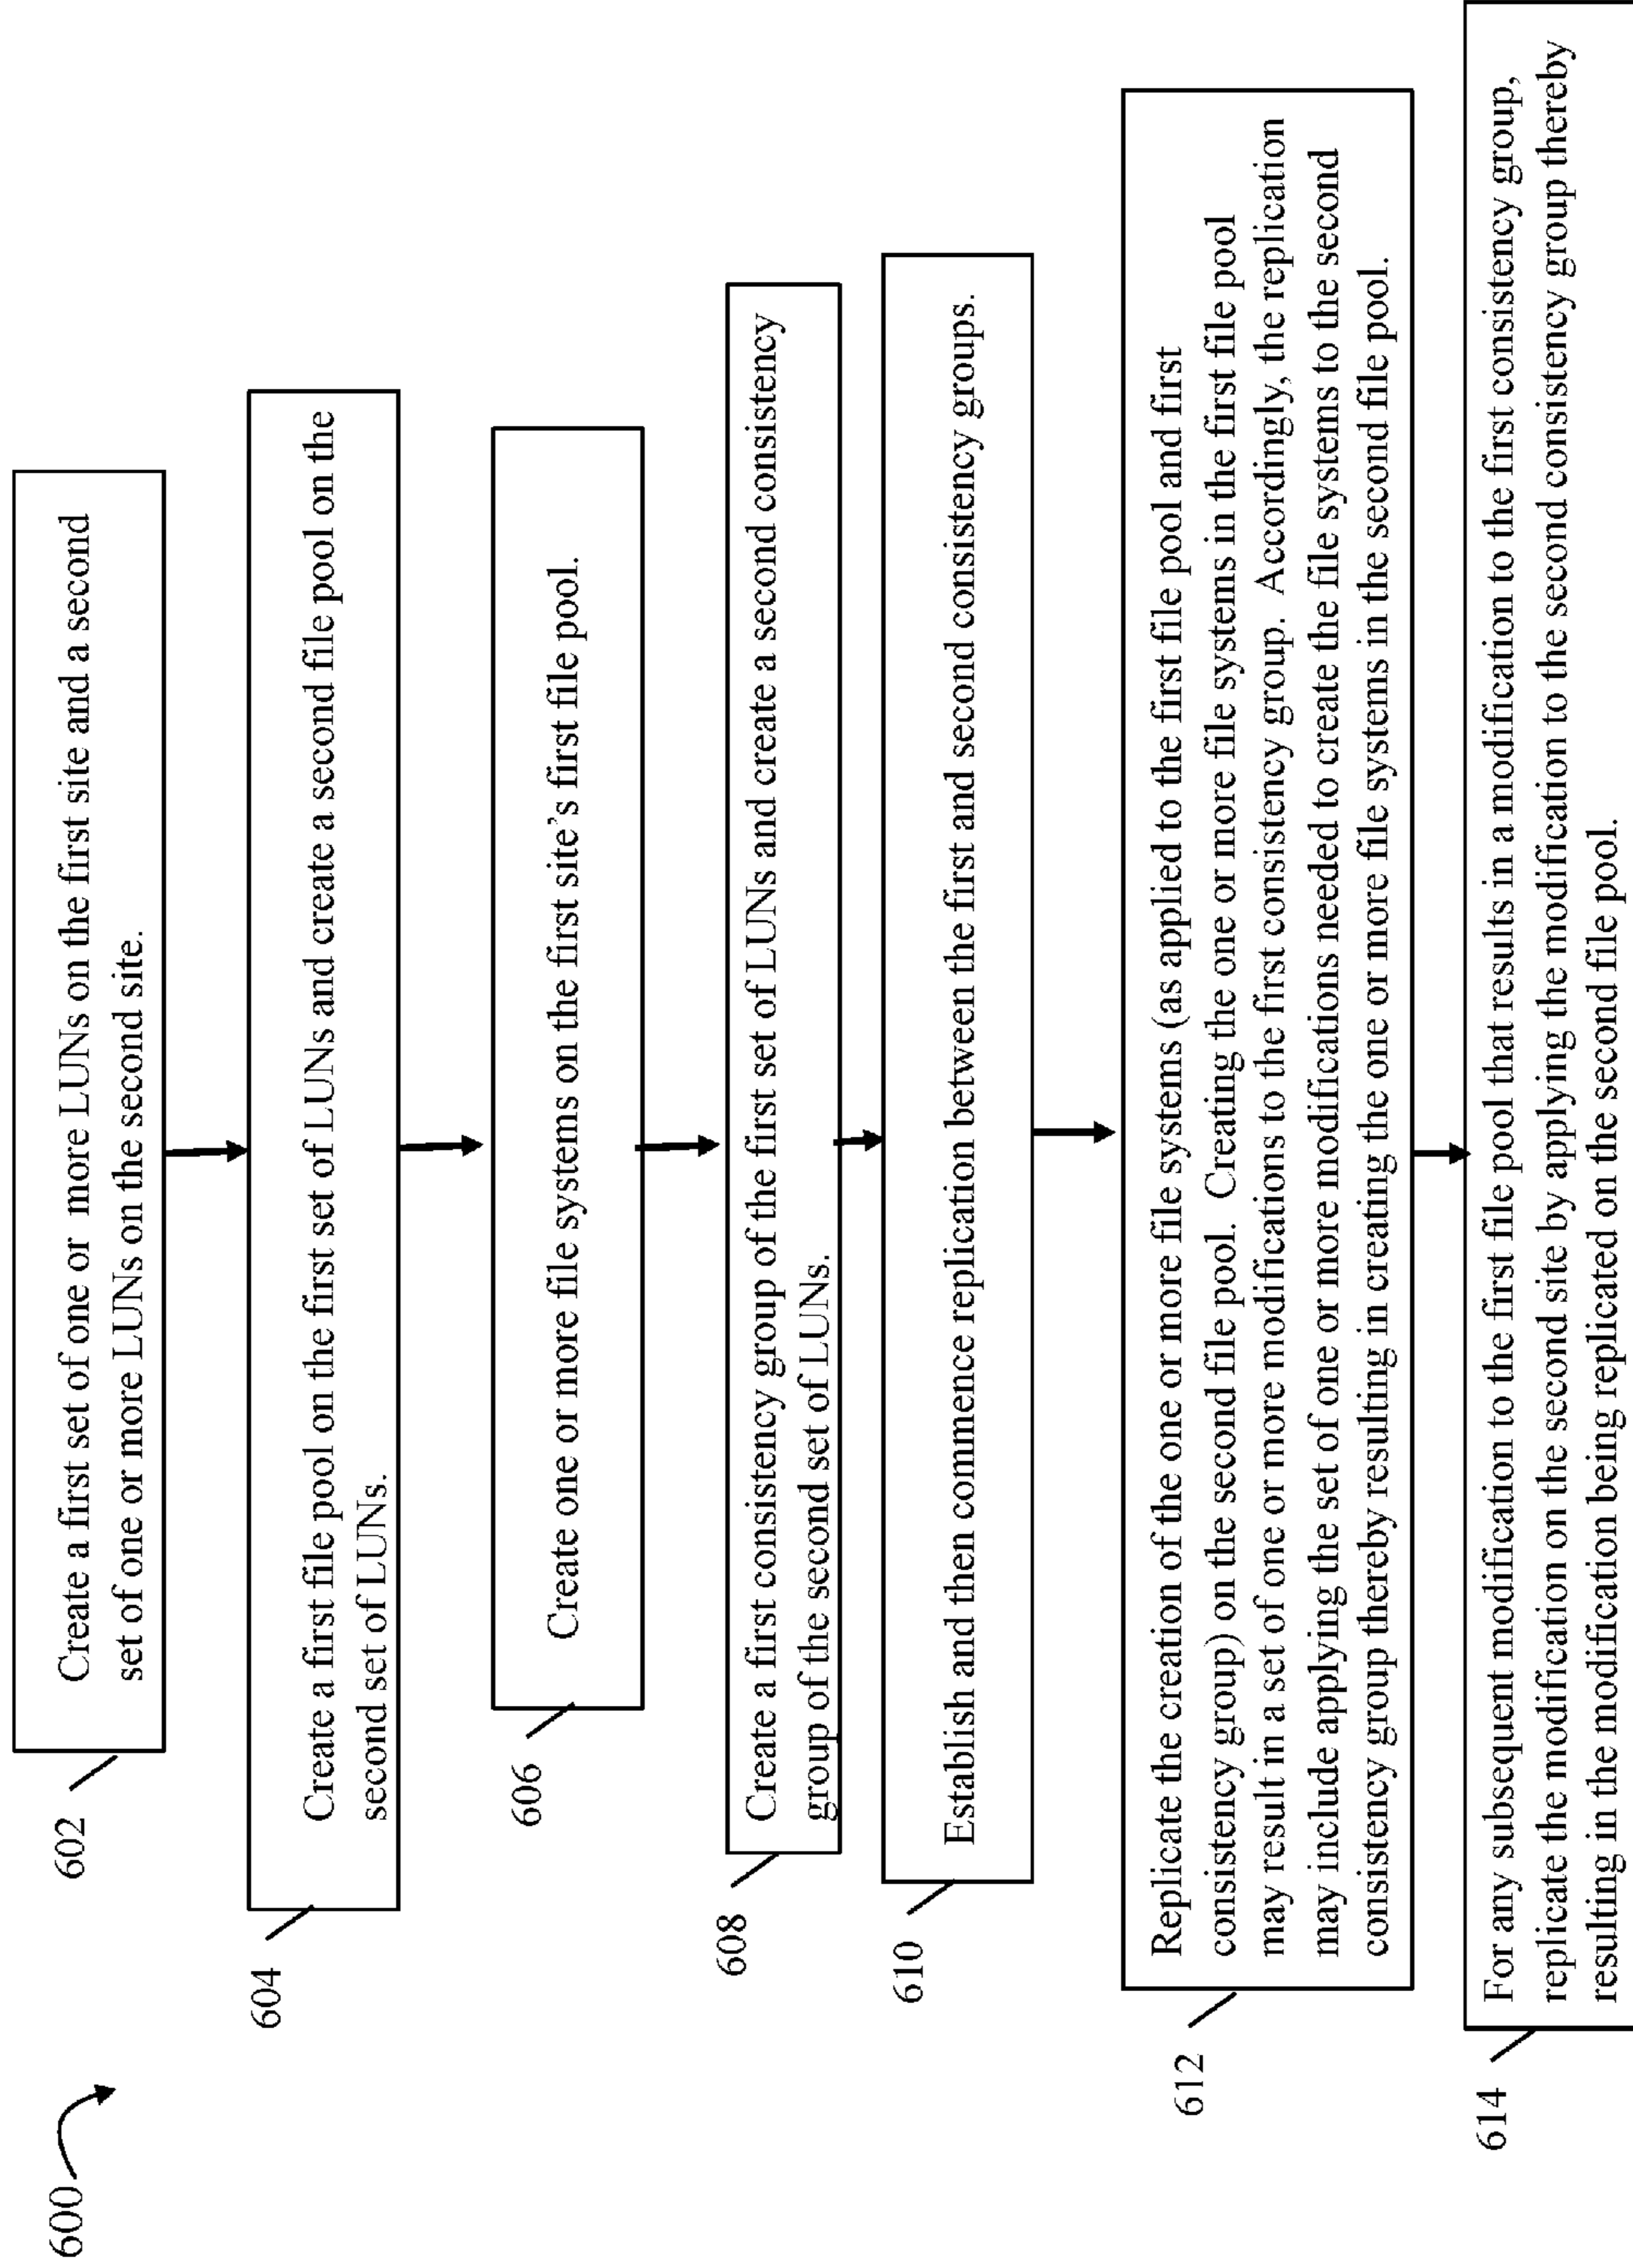 600
602
Create a first set of one or more LUNs on the first site and a second
set of one or more LUNs on the second site.
604
Create a first file pool on the first set of LUNs and create a second file pool on the
second set of LUNs.
606
Create one or more file systems on the first site’s first file pool.
608
Create a first consistency group of the first set of LUNs and create a second consistency
group of the second set of LUNs.
610
Establish and then commence replication between the first and second consistency groups.
612
Replicate the creation of the one or more file systems (as applied to the first file pool and first
consistency group) on the second file pool. Creating the one or more file systems in the first file pool
may result in a set of one or more modifications to the first consistency group. Accordingly, the replication
may include applying the set of one or more modifications needed to create the file systems to the second
consistency group thereby resulting in creating the one or more file systems in the second file pool.
614
For any subsequent modification to the first file pool that results in a modification to the first consistency group,
replicate the modification on the second site by applying the modification to the second consistency group thereby
resulting in the modification being replicated on the second file pool.